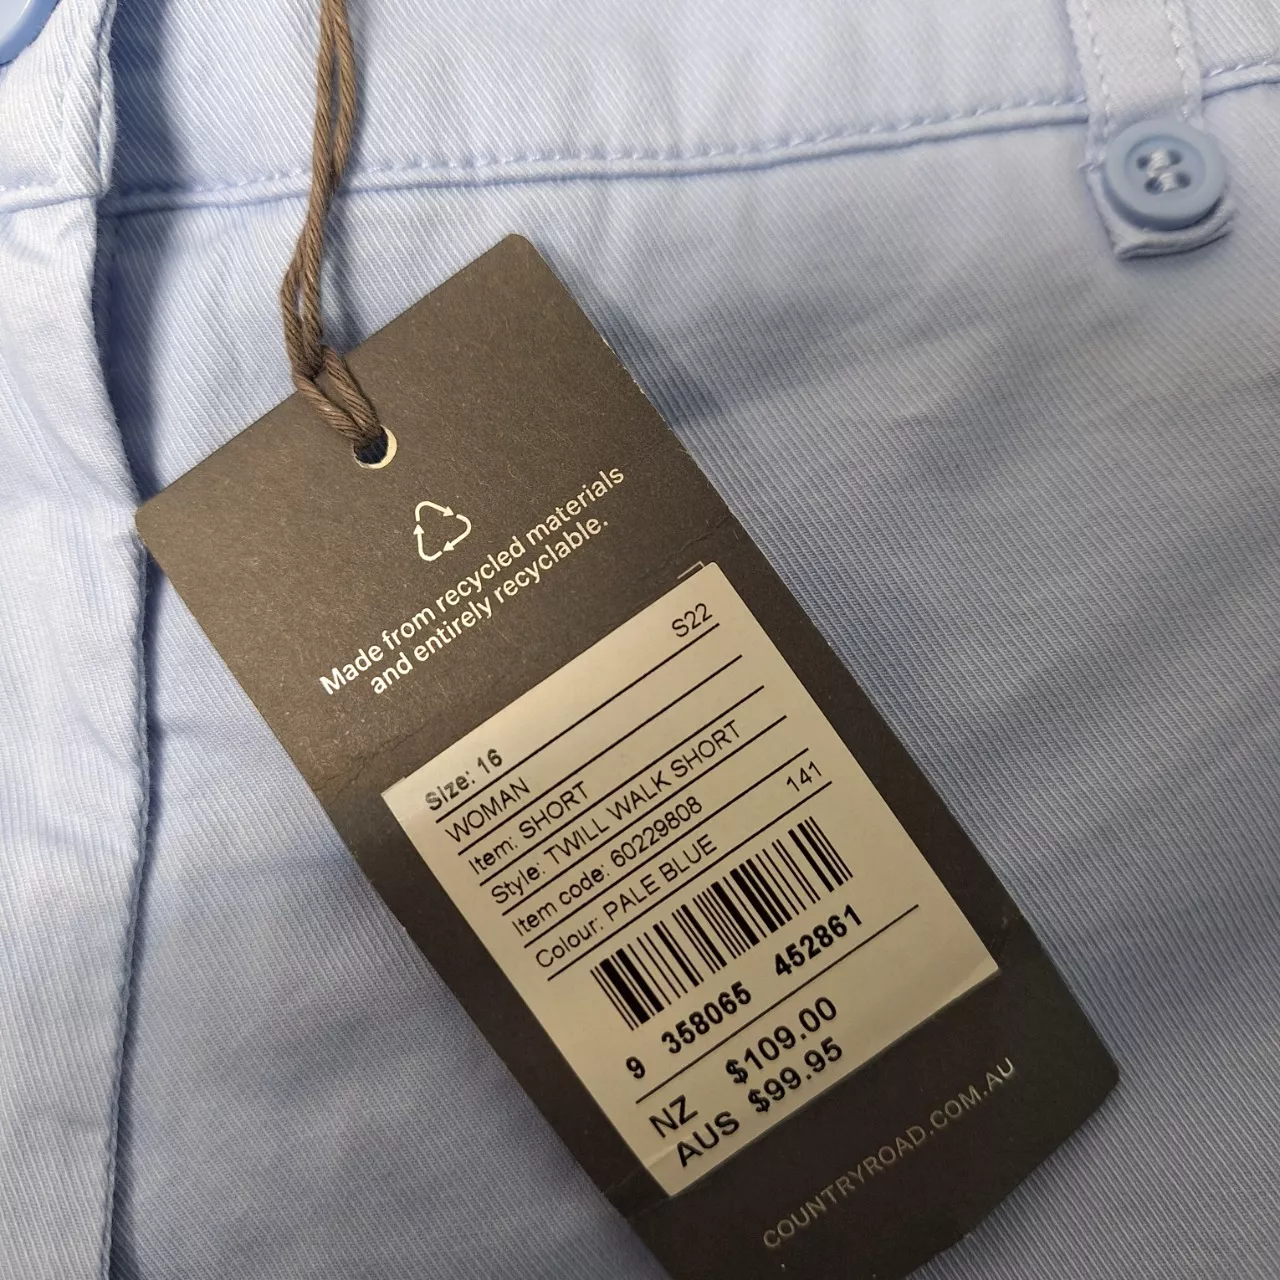 Made from recycled materials
and entirely recyclable.
S22
Size: 16
WOMAN
Item: SHORT
Style: TWILL WALK SHORT
Item code: 60229808
Colour: PALE BLUE 141
9 358065 452861
NZ $109.00
AUS $99.95
COUNTRYROAD.COM.AU